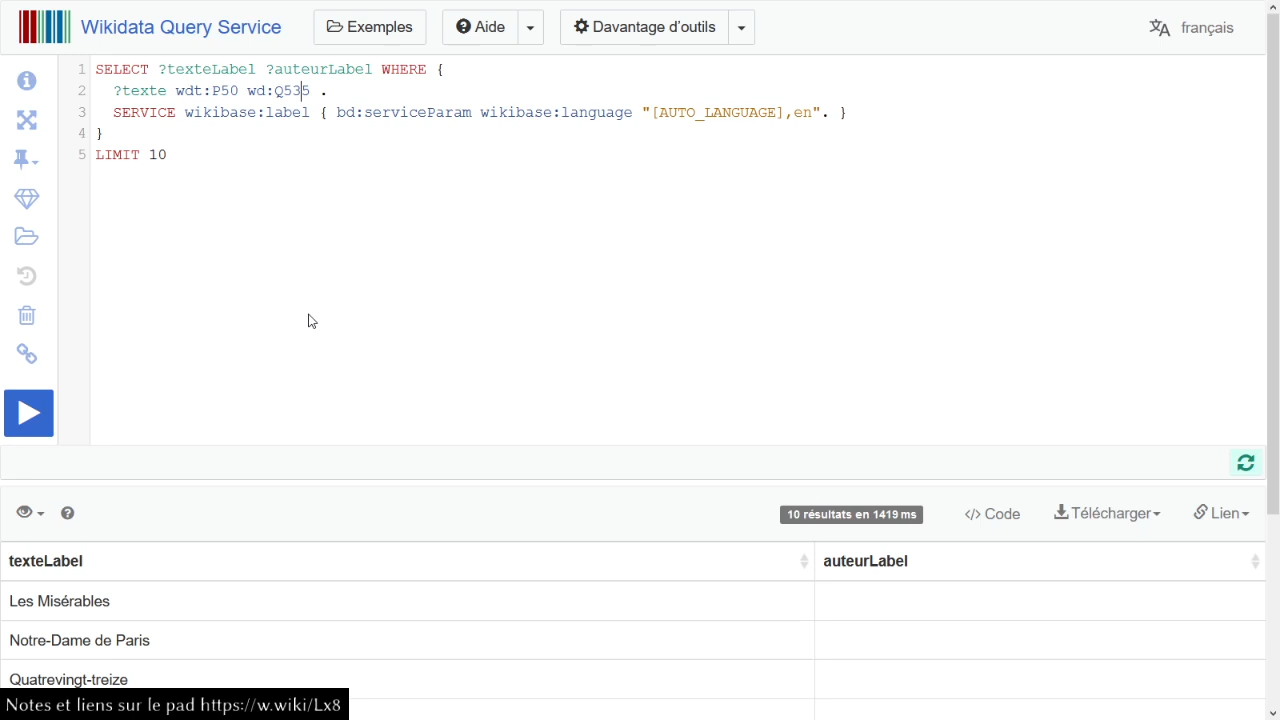 Wikidata Query Service Exemples Aide Davantage d'outils français
1 SELECT ?texteLabel ?auteurLabel WHERE {
2 ?texte wdt:P50 wd:Q535 .
3 SERVICE wikibase:label { bd:serviceParam wikibase:language "[AUTO_LANGUAGE],en". }
4 }
5 LIMIT 10
10 résultats en 1419 ms </> Code Télécharger Lien
texteLabel auteurLabel
Les Misérables
Notre-Dame de Paris
Quatrevingt-treize
Notes et liens sur le pad https://w.wiki/Lx8